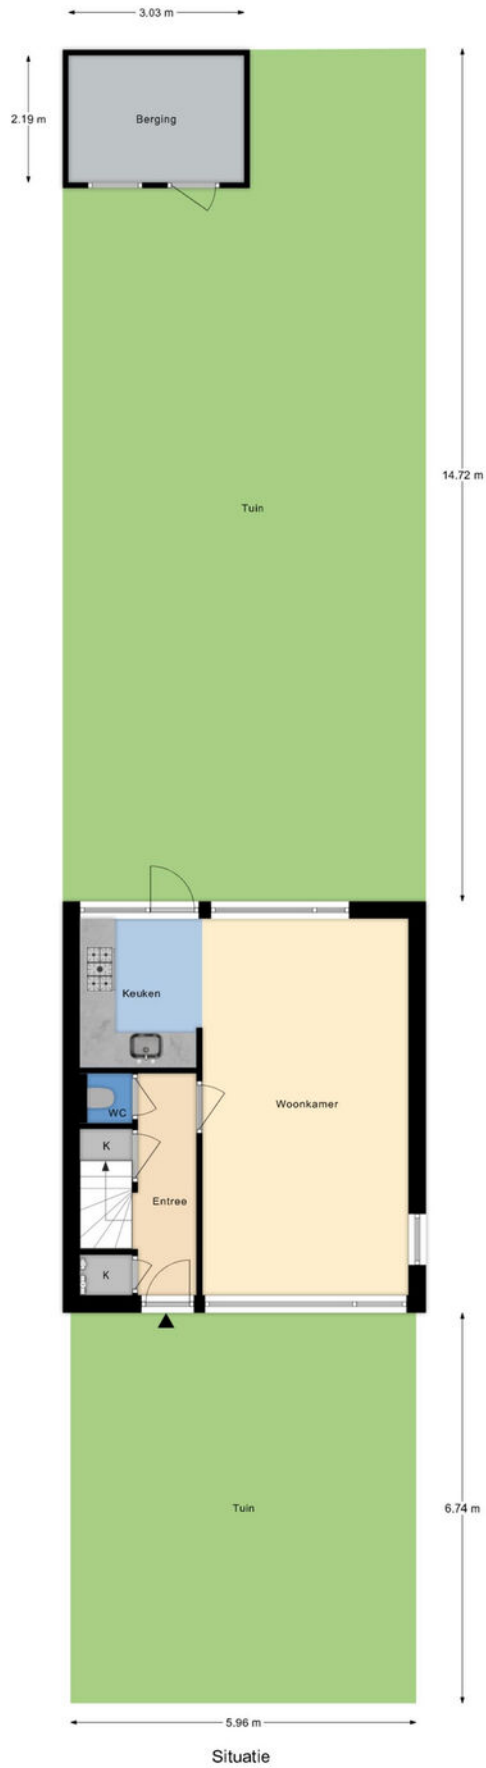 3.03 m
2.19 m
Berging
14.72 m
Tuin
Keuken
Woonkamer
WC
K
Entree
K
Tuin
6.74 m
5.96 m
Situatie